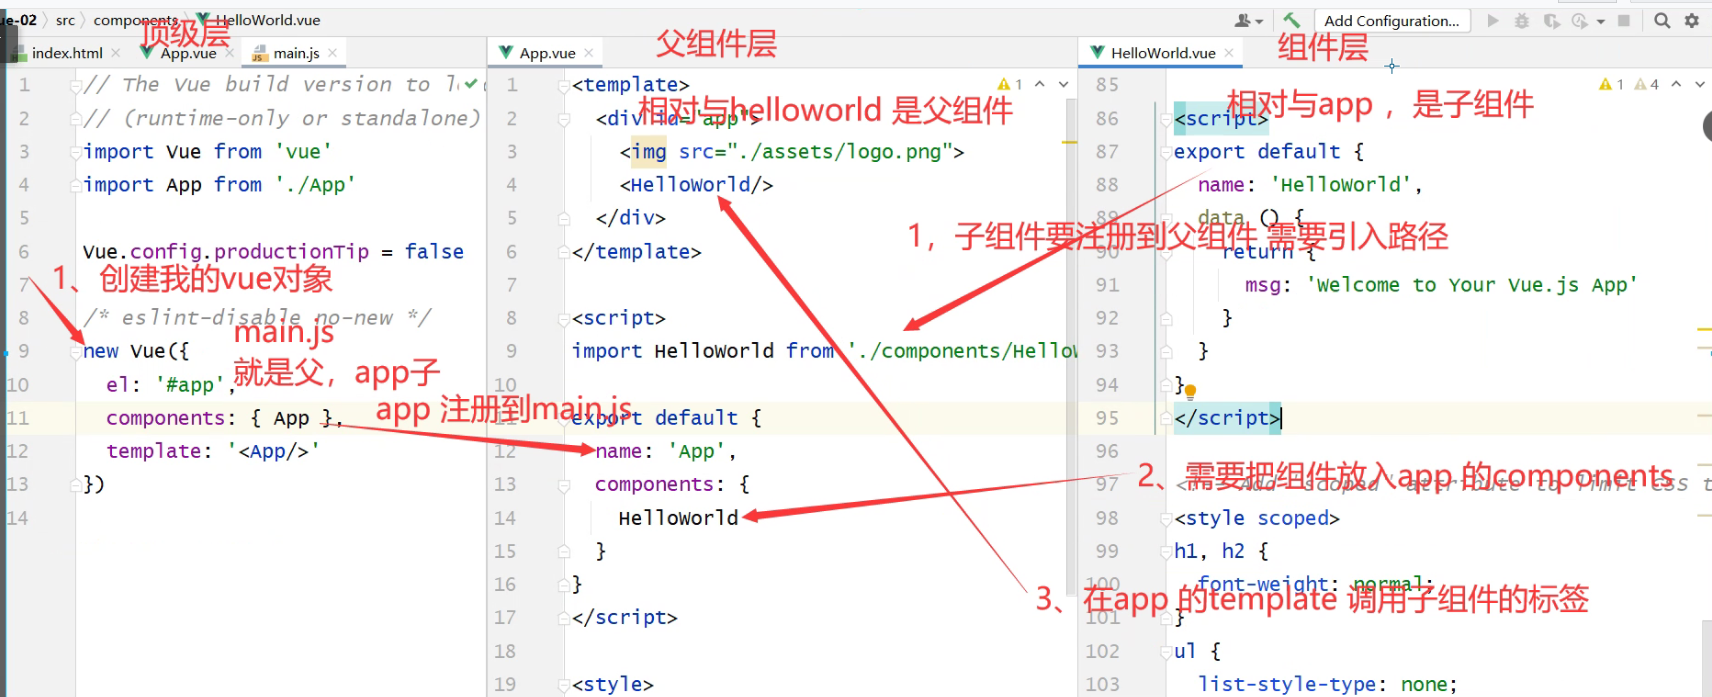 ue-02 〉 src 〉 components 〉 HelloWorld.vue
Add Configuration...
index.html
App.vue
main.js
App.vue
HelloWorld.vue
顶级层
父组件层
组件层
1 // The Vue build version to l
2 // (runtime-only or standalone)
3 import Vue from 'vue'
4 import App from './App'
5
6 Vue.config.productionTip = false
7
8 /* eslint-disable no-new */
9 new Vue({
10 el: '#app',
11 components: { App },
12 template: '<App/>'
13 })
14
1、创建我的vue对象
main.js
就是父，app子
app 注册到main.js
1
1 <template>
2 <div id="app">
3 <img src="./assets/logo.png">
4 <HelloWorld/>
5 </div>
6 </template>
7
8 <script>
9 import HelloWorld from './components/Hello
10
11 export default {
12 name: 'App',
13 components: {
14 HelloWorld
15 }
16 }
17 </script>
18
19 <style>
相对与helloworld 是父组件
1 4
85
86 <script>
87 export default {
88 name: 'HelloWorld',
89 data () {
90 return {
91 msg: 'Welcome to Your Vue.js App'
92 }
93 }
94 }
95 </script>
96
97 <!-- Add "scoped" attribute to limit CSS t
98 <style scoped>
99 h1, h2 {
100 font-weight: normal;
101 }
102 ul {
103 list-style-type: none;
相对与app ，是子组件
1，子组件要注册到父组件 需要引入路径
2、需要把组件放入app 的components
3、在app 的template 调用子组件的标签